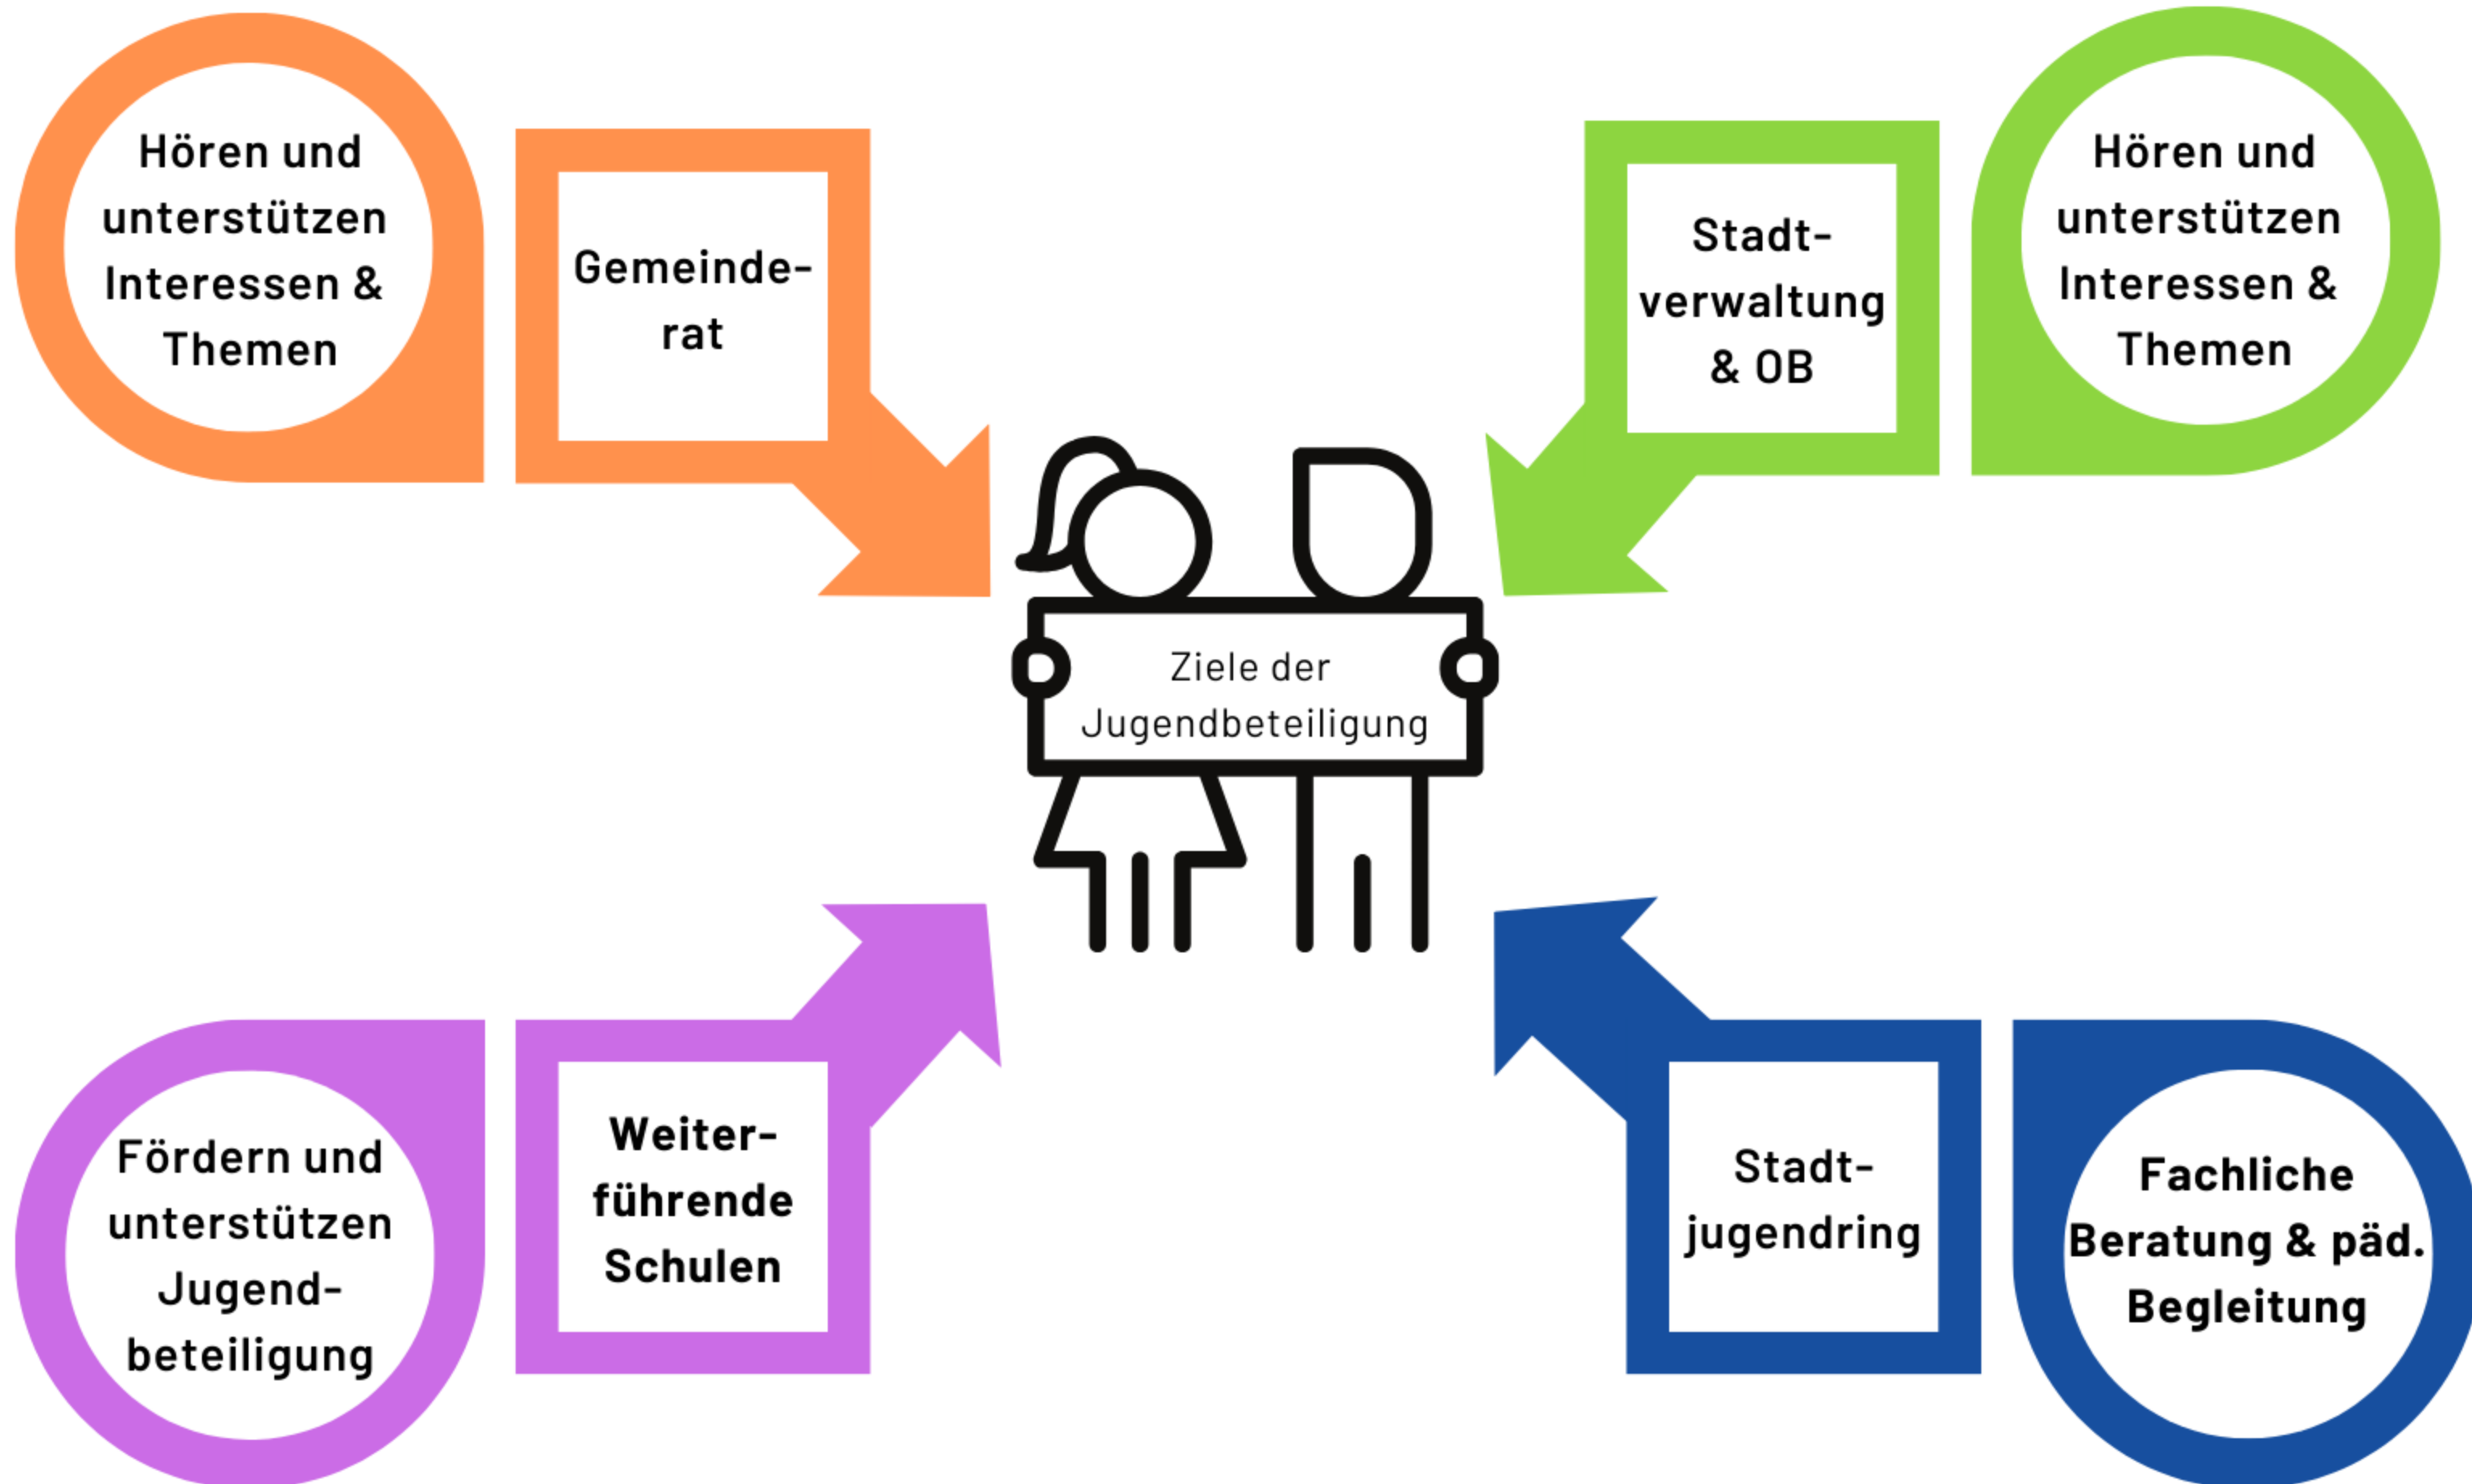 Hören und
unterstützen
Interessen &
Themen
Gemeinde-
rat
Stadt-
verwaltung
& OB
Hören und
unterstützen
Interessen &
Themen
Ziele der
Jugendbeteiligung
Fördern und
unterstützen
Jugend-
beteiligung
Weiter-
führende
Schulen
Stadt-
jugendring
Fachliche
Beratung & päd.
Begleitung